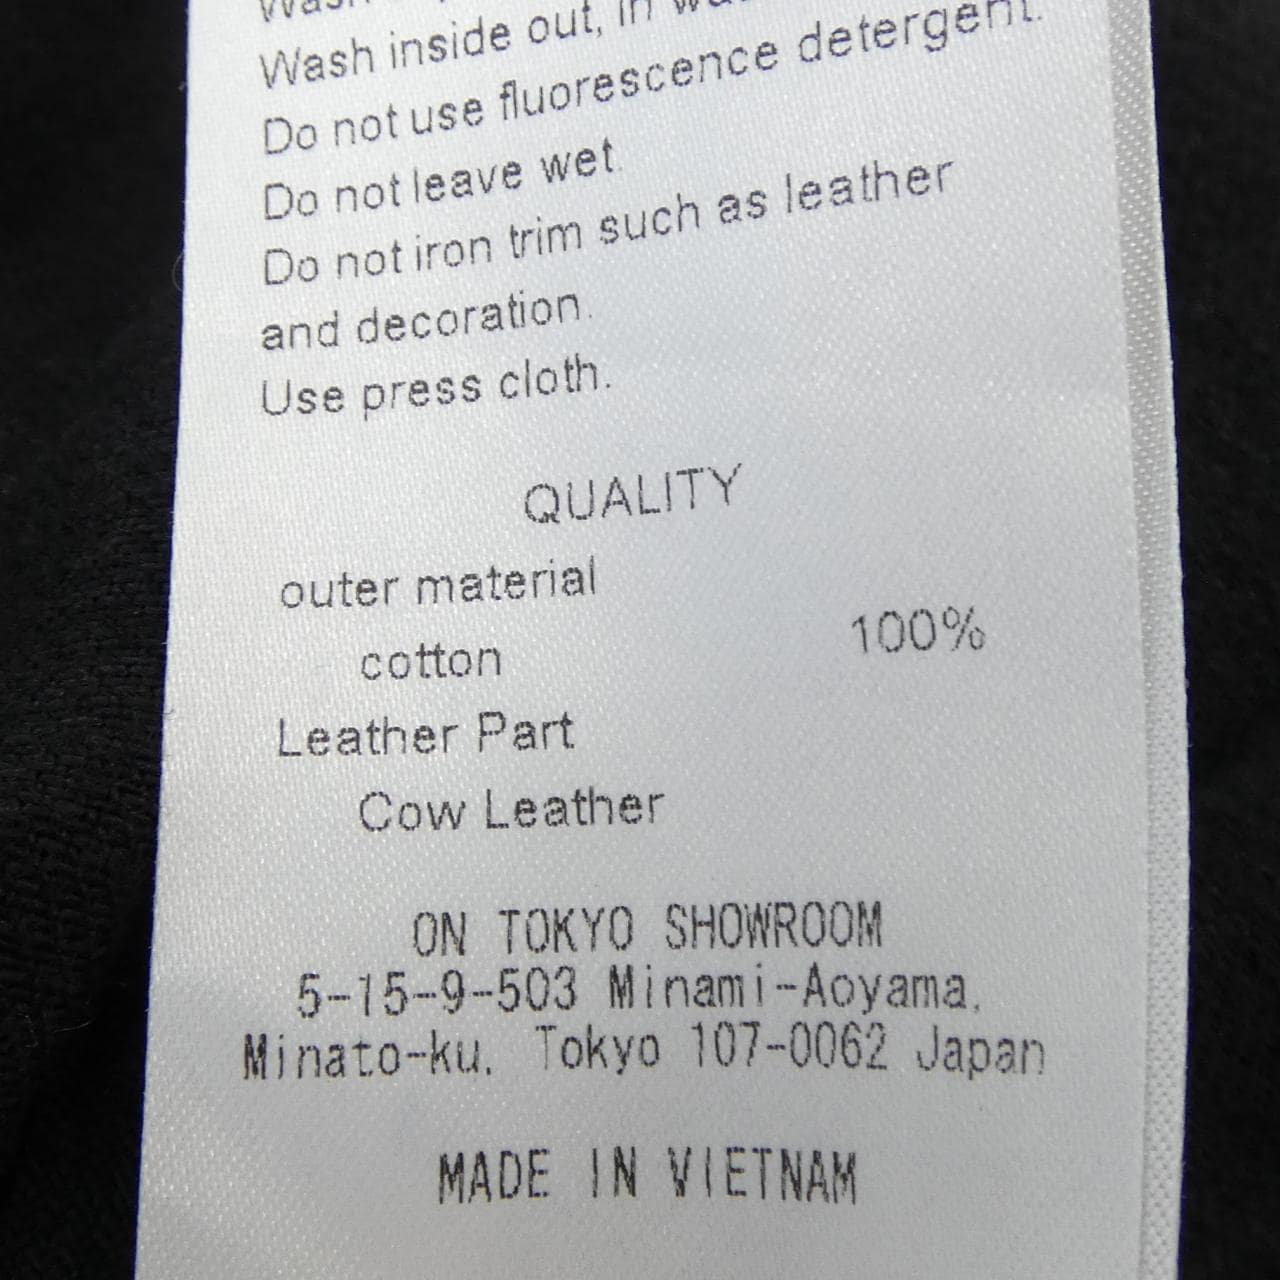 Wash inside out, in
Do not use fluorescence detergent.
Do not leave wet.
Do not iron trim such as leather
and decoration.
Use press cloth.
QUALITY
outer material
cotton 100%
Leather Part
Cow Leather
ON TOKYO SHOWROOM
5-15-9-503 Minami-Aoyama,
Minato-ku, Tokyo 107-0062 Japan
MADE IN VIETNAM